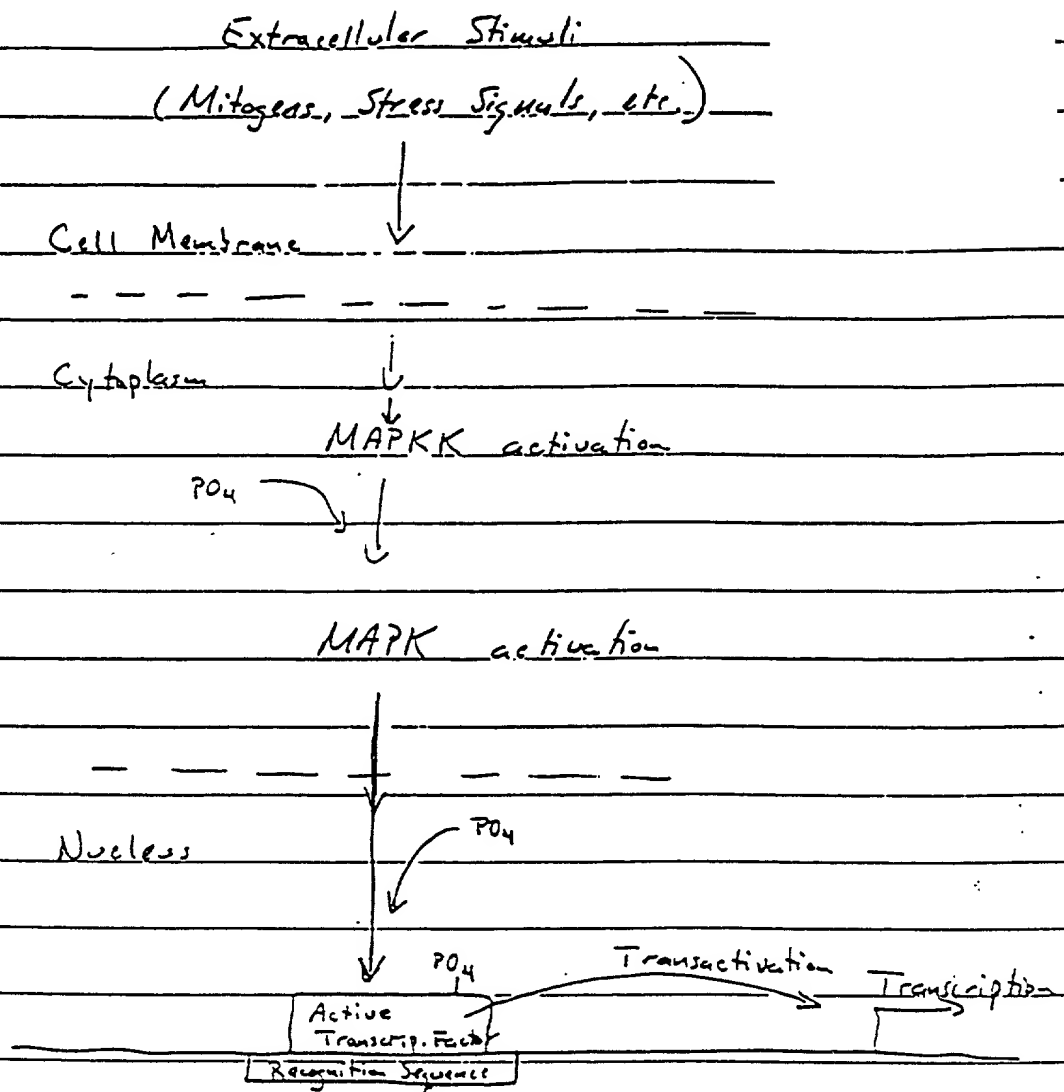 Extracellular Stimuli
(Mitogens, Stress Signals, etc.)
Cell Membrane
Cytoplasm
MAPKK activation
PO4
MAPK activation
PO4
Nucleus
PO4
Transactivation
Transcription
Active
Transcrip. Factor
Recognition Sequence